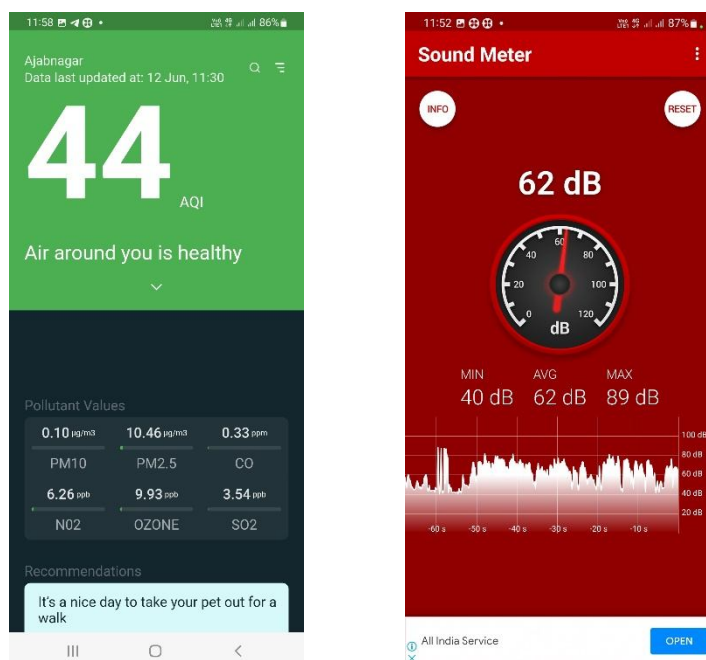 11:58
86%
Ajabnagar
Data last updated at: 12 Jun, 11:30
44
AQI
Air around you is healthy
Pollutant Values
0.10 µg/m3 10.46 µg/m3 0.33 ppm
PM10 PM2.5 CO
6.26 ppb 9.93 ppb 3.54 ppb
N02 OZONE SO2
Recommendations
It's a nice day to take your pet out for a
walk
11:52
87%
Sound Meter
INFO RESET
62 dB
0 20 40 60 80 100 120
dB
MIN AVG MAX
40 dB 62 dB 89 dB
100 dB
80 dB
60 dB
40 dB
20 dB
-60 s -50 s -40 s -30 s -20 s -10 s
All India Service
OPEN